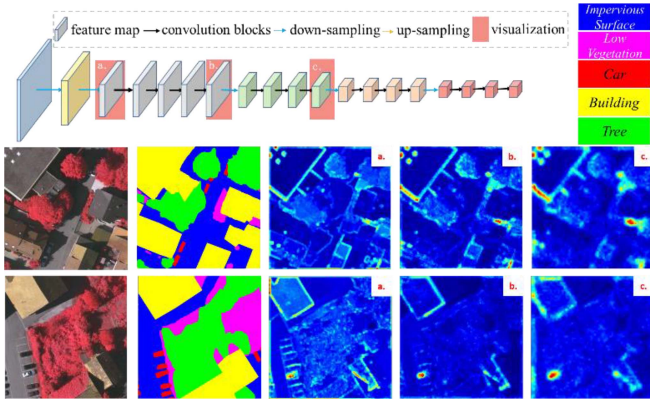 feature map convolution blocks down-sampling up-sampling visualization
a. b. c.
Impervious
Surface
Low
Vegetation
Car
Building
Tree
a. b. c.
a. b. c.